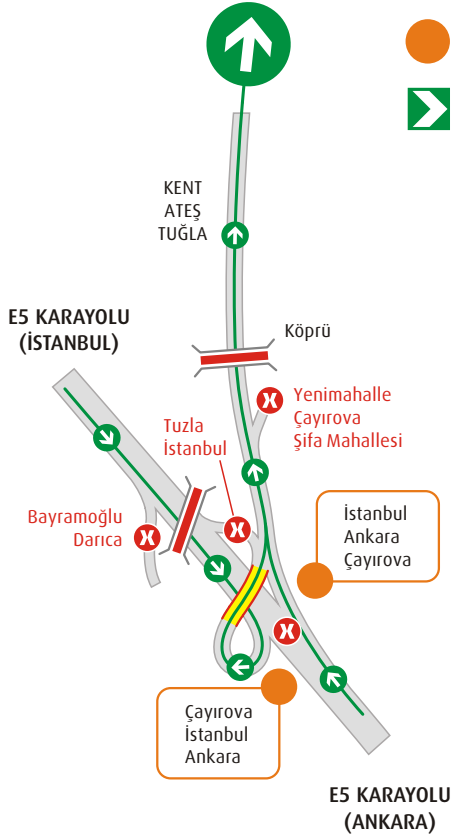 KENT
ATEŞ
TUĞLA
E5 KARAYOLU
(İSTANBUL)
Köprü
Yenimahalle
Çayırova
Şifa Mahallesi
Tuzla
İstanbul
Bayramoğlu
Darıca
İstanbul
Ankara
Çayırova
Çayırova
İstanbul
Ankara
E5 KARAYOLU
(ANKARA)